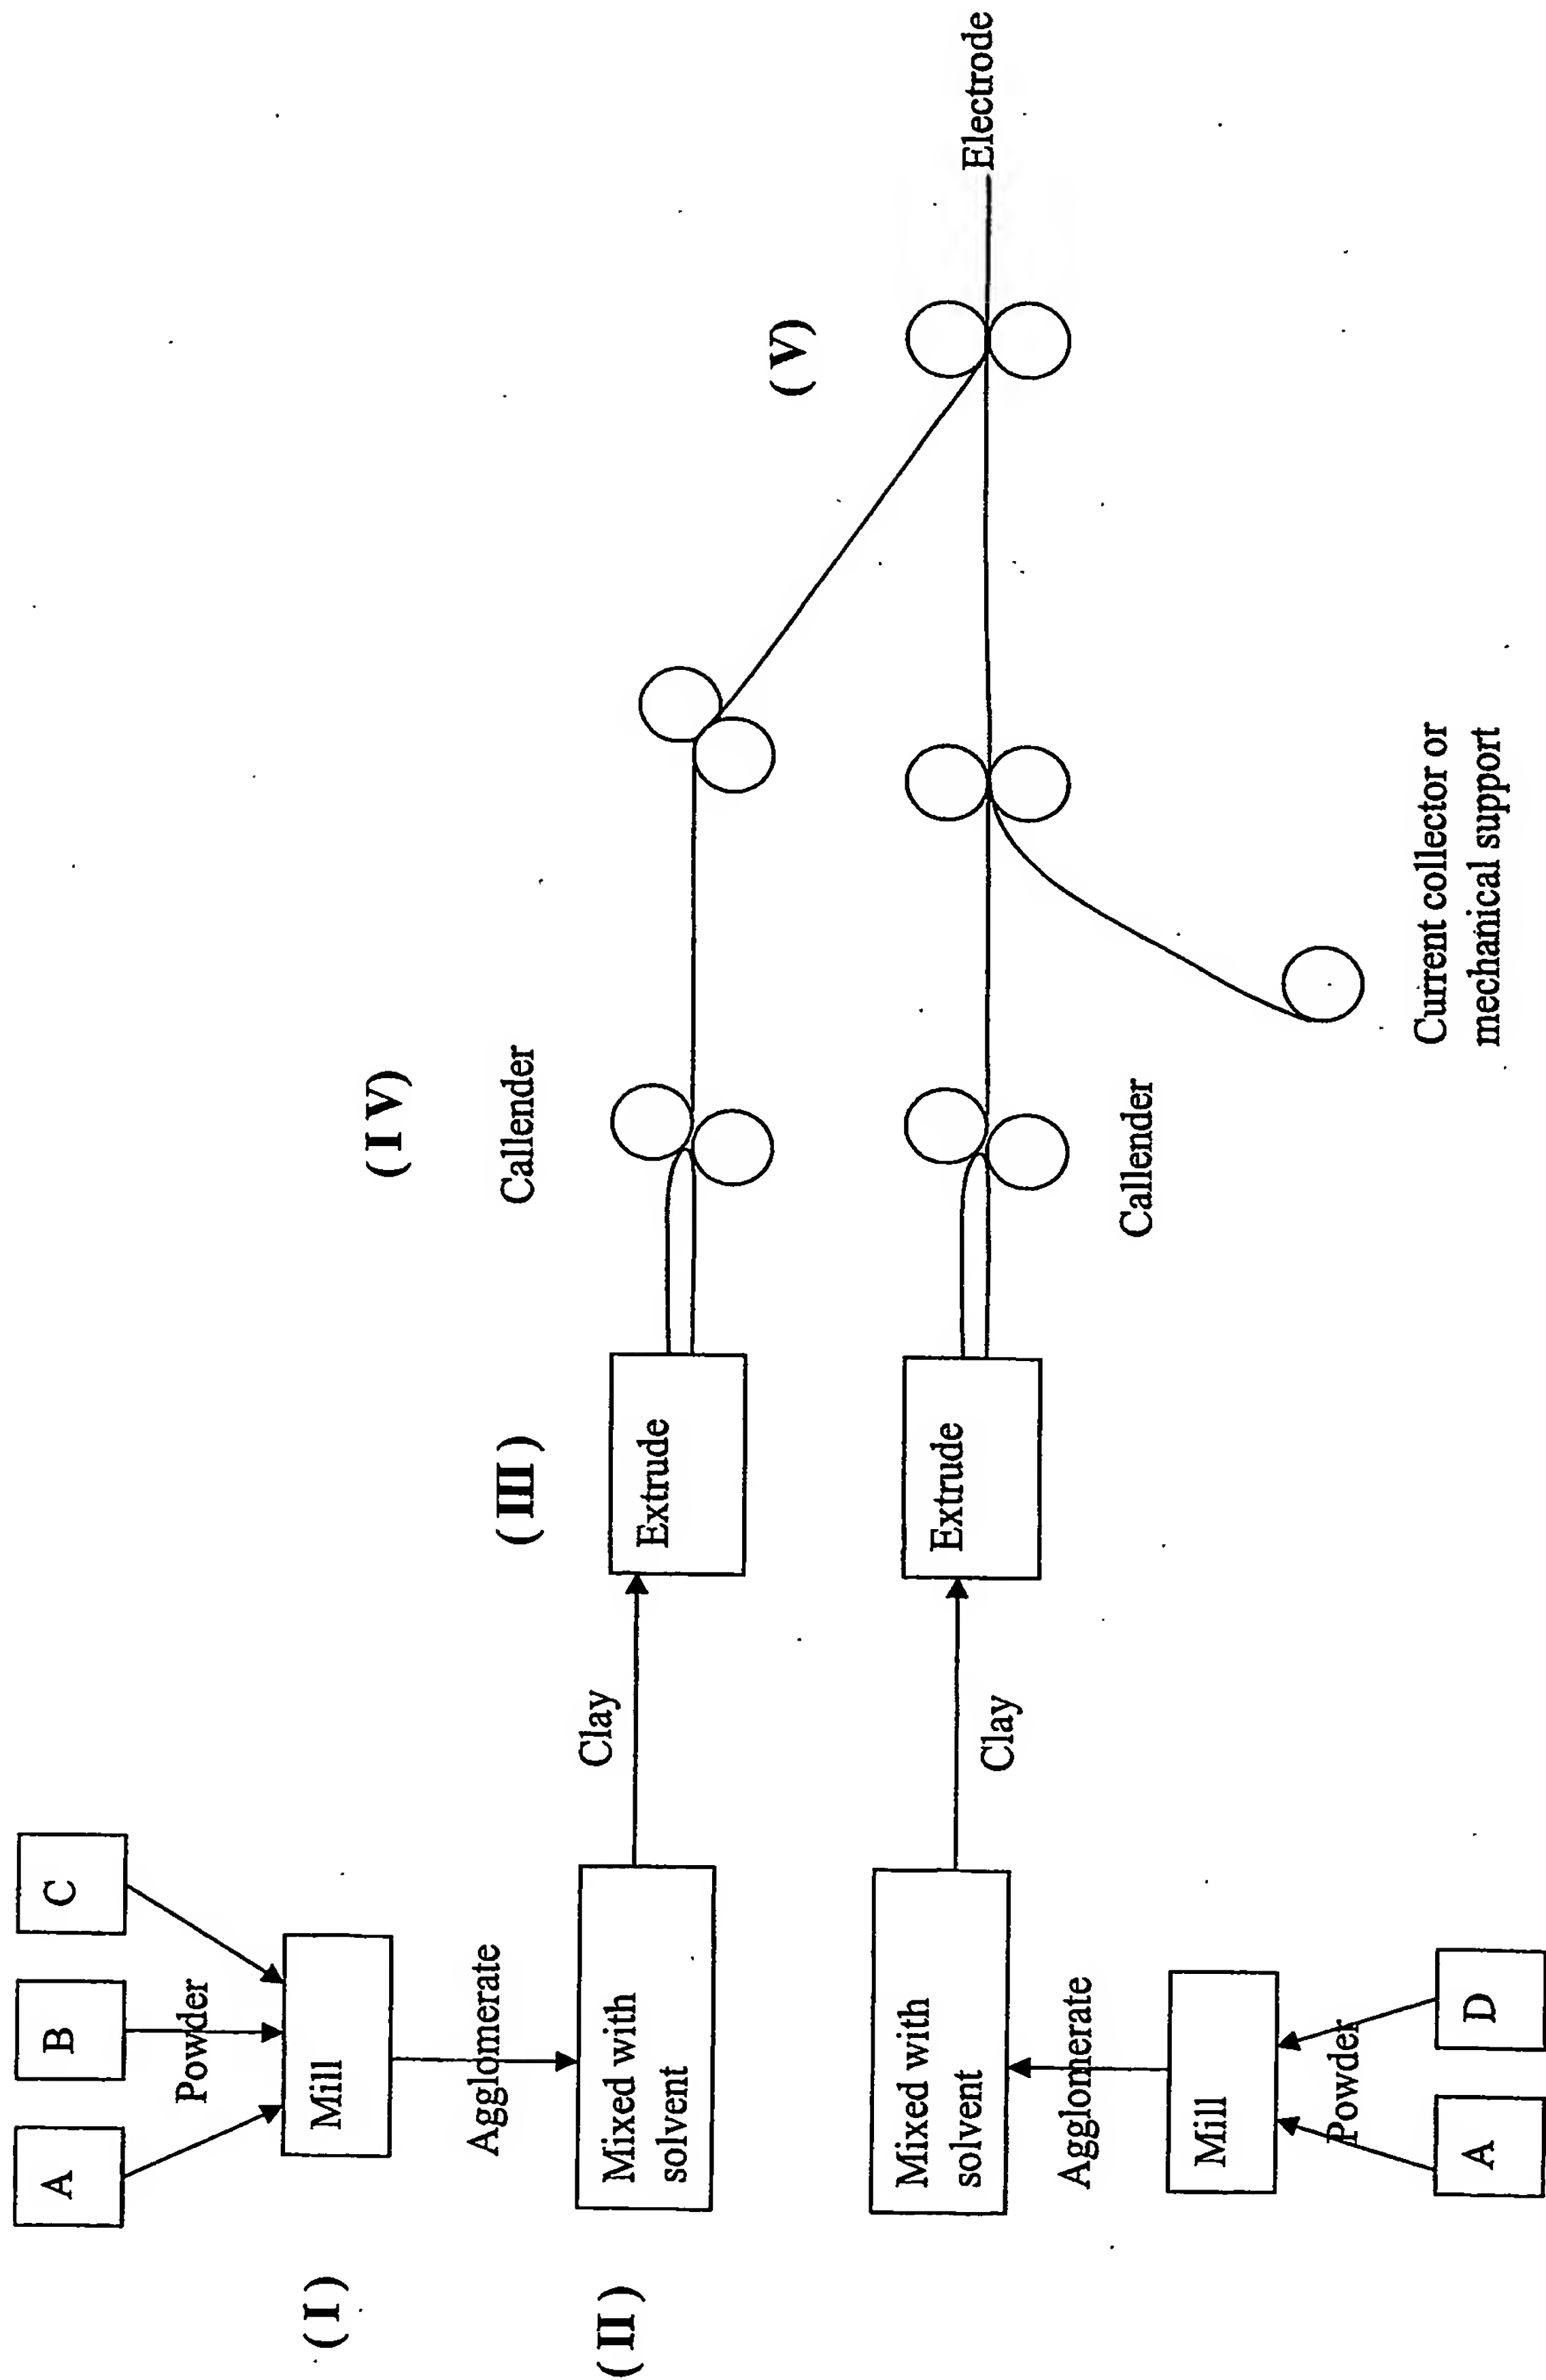 A
B
C
Powder
( I )
Mill
Agglomerate
( II )
Mixed with
solvent
Clay
( III )
Extrude
( I V)
Callender
( V )
Mixed with
solvent
Clay
Extrude
Callender
Electrode
Agglomerate
Mill
Powder
A
D
Current collector or
mechanical support